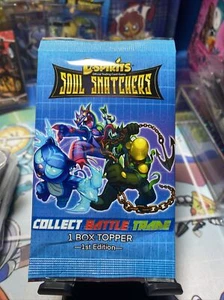 L-SPIRITS
SOUL SNATCHERS
COLLECT BATTLE TRADE
1 BOX TOPPER
—1st Edition—